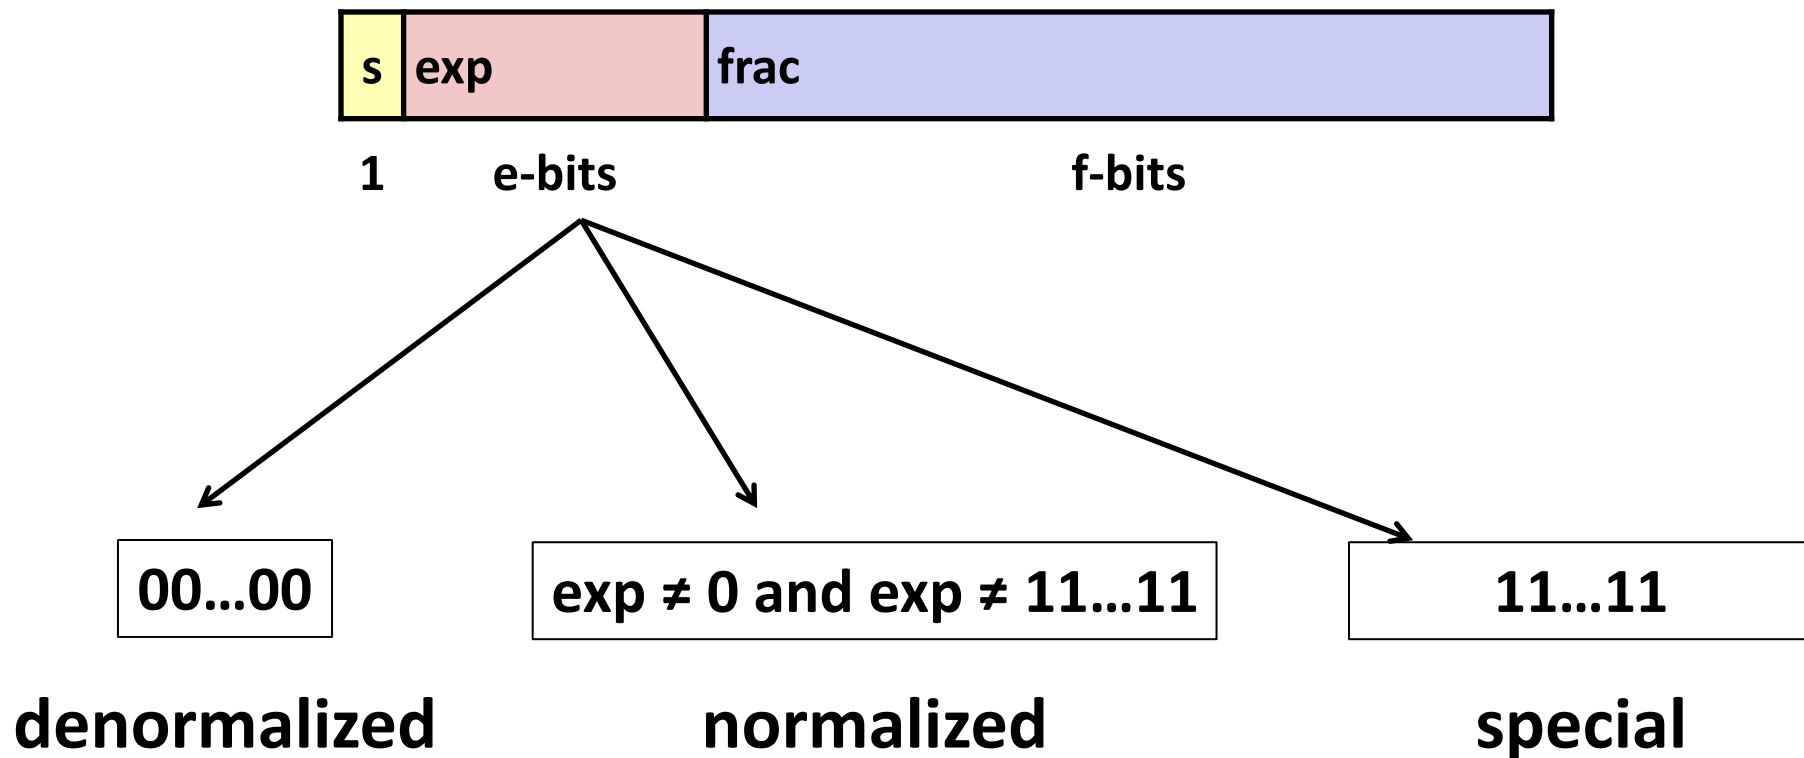 s exp frac
1 e-bits f-bits
00…00 exp ≠ 0 and exp ≠ 11…11 11…11
denormalized normalized special